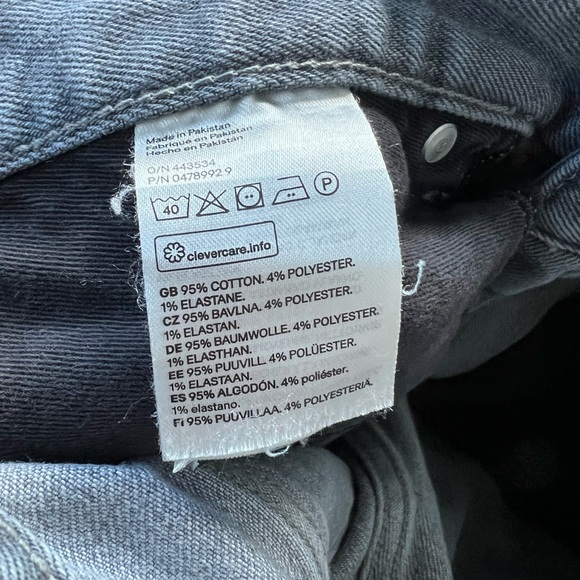 Made in Pakistan
Fabriqué en Pakistan
Hecho en Pakistán
O/N 443534
P/N 0478992 9
40 P
clevercare.info
GB 95% COTTON. 4% POLYESTER.
1% ELASTANE.
CZ 95% BAVLNA. 4% POLYESTER.
1% ELASTAN.
DE 95% BAUMWOLLE. 4% POLYESTER.
1% ELASTHAN.
EE 95% PUUVILL. 4% POLÜESTER.
1% ELASTAAN.
ES 95% ALGODÓN. 4% poliéster.
1% elastano.
FI 95% PUUVILLAA. 4% POLYESTERIA.